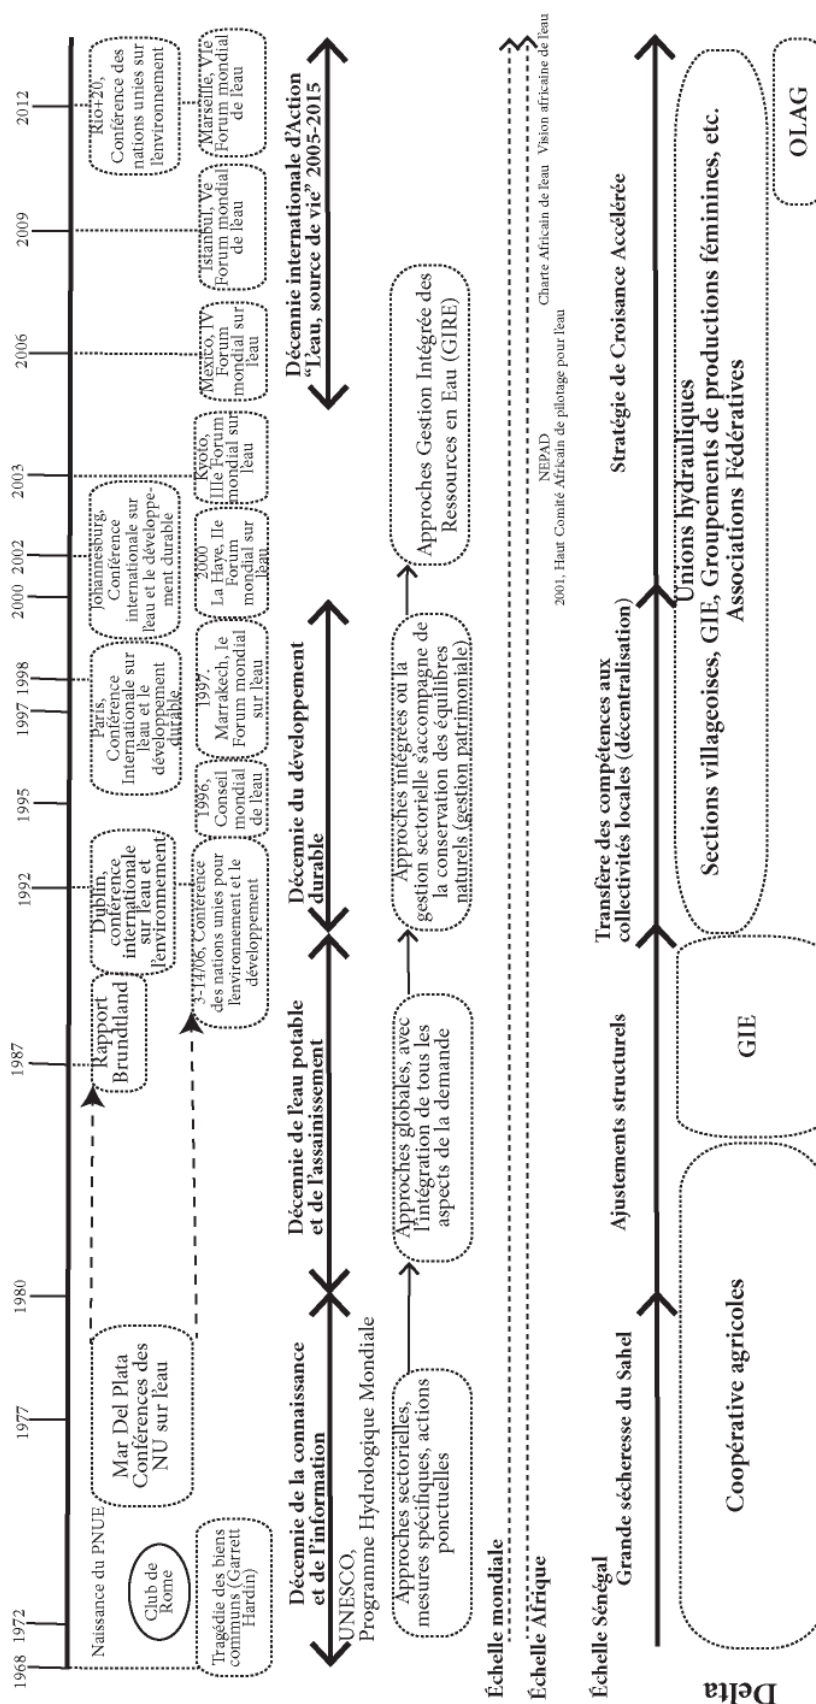 1968
1972
1977
1980
1987
1992
1995
1997
1998
2000
2002
2003
2006
2009
2012
Naissance du PNUE
Club de
Rome
Tragédie des biens
communs (Garrett
Hardin)
Mar Del Plata
Conférences des
NU sur l'eau
Rapport
Brundtland
Dublin,
conférence
internationale
sur l'eau et
l'environnement
3-14/06, Conférence
des nations unies pour
l'environnement et le
développement
Paris,
Conférence
Internationale sur
l'eau et le
développement
durable
1996,
Conseil
mondial
de l'eau
1997.
Marrakech, Ie
Forum mondial
sur l'eau
Johannesburg,
Conférence
internationale sur
l'eau et le développe-
ment durable
2000
La Haye, IIe
Forum
mondial sur
l'eau
Kyoto,
IIIe Forum
mondial sur
l'eau
Mexico, IV
Forum
mondial sur
l'eau
Istanbul, Ve
Forum mondial
de l'eau
Rio+20,
Conférence des
nations unies sur
l'environnement
Marseille, VIe
Forum mondial
de l'eau
Décennie de la connaissance
et de l'information
Décennie de l'eau potable
et de l'assainissement
Décennie du développement
durable
Décennie internationale d'Action
“L'eau, source de vie” 2005-2015
UNESCO,
Programme Hydrologique Mondiale
Approches sectorielles,
mesures spécifiques, actions
ponctuelles
Approches globales, avec
l'intégration de tous les
aspects de la demande
Approches intégrées ou la
gestion sectorielle s'accompagne de
la conservation des équilibres
naturels (gestion patrimoniale)
Approches Gestion Intégrée des
Ressources en Eau (GIRE)
Échelle mondiale
Échelle Afrique
NEPAD
2001, Haut Comité Africain de pilotage pour l'eau
Charte Africain de l'eau
Vision africaine de l'eau
Échelle Sénégal
Grande sécheresse du Sahel
Ajustements structurels
Transfère des compétences aux
collectivités locales (décentralisation)
Stratégie de Croisance Accélérée
Delta
Coopérative agricoles
GIE
Unions hydrauliques
Sections villageoises, GIE, Groupements de productions féminines, etc.
Associations Fédératives
OLAG